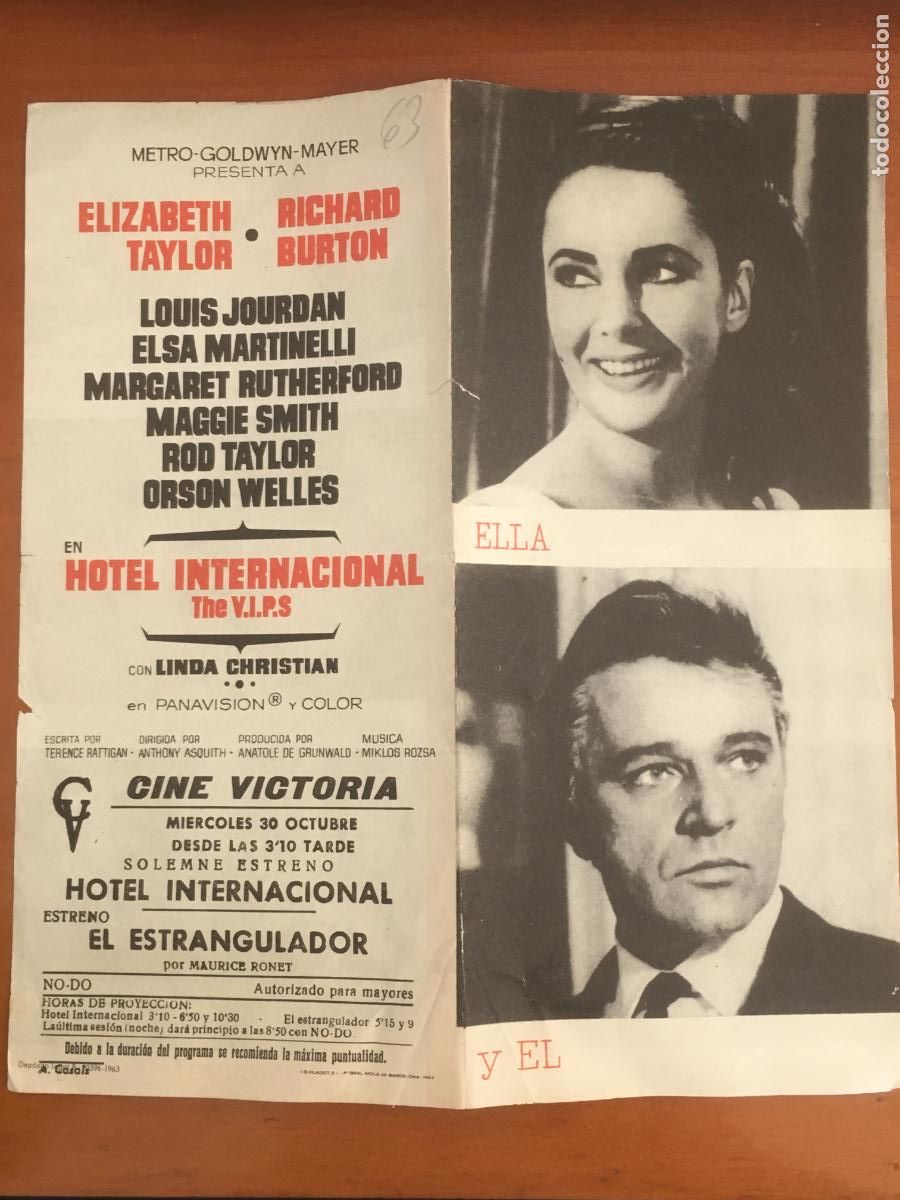 63
METRO-GOLDWYN-MAYER
PRESENTA A
ELIZABETH TAYLOR • RICHARD BURTON
LOUIS JOURDAN
ELSA MARTINELLI
MARGARET RUTHERFORD
MAGGIE SMITH
ROD TAYLOR
ORSON WELLES
EN
HOTEL INTERNACIONAL
The V.I.P.S
CON LINDA CHRISTIAN
en PANAVISION ® Y COLOR
ESCRITA POR DIRIGIDA POR PRODUCIDA POR MUSICA
TERENCE RATTIGAN • ANTHONY ASQUITH • ANATOLE DE GRUNWALD • MIKLOS ROZSA
CV
CINE VICTORIA
MIERCOLES 30 OCTUBRE
DESDE LAS 3'10 TARDE
SOLEMNE ESTRENO
HOTEL INTERNACIONAL
ESTRENO
EL ESTRANGULADOR
por MAURICE RONET
NO-DO Autorizado para mayores
HORAS DE PROYECCION:
Hotel Internacional 3'10 - 6'50 y 10'30 - El estrangulador 5'15 y 9
La última sesión (noche) dará principio a las 8'50 con NO-DO.
Debido a la duración del programa se recomienda la máxima puntualidad.
A. Casals
ELLA
y EL
todocoleccion